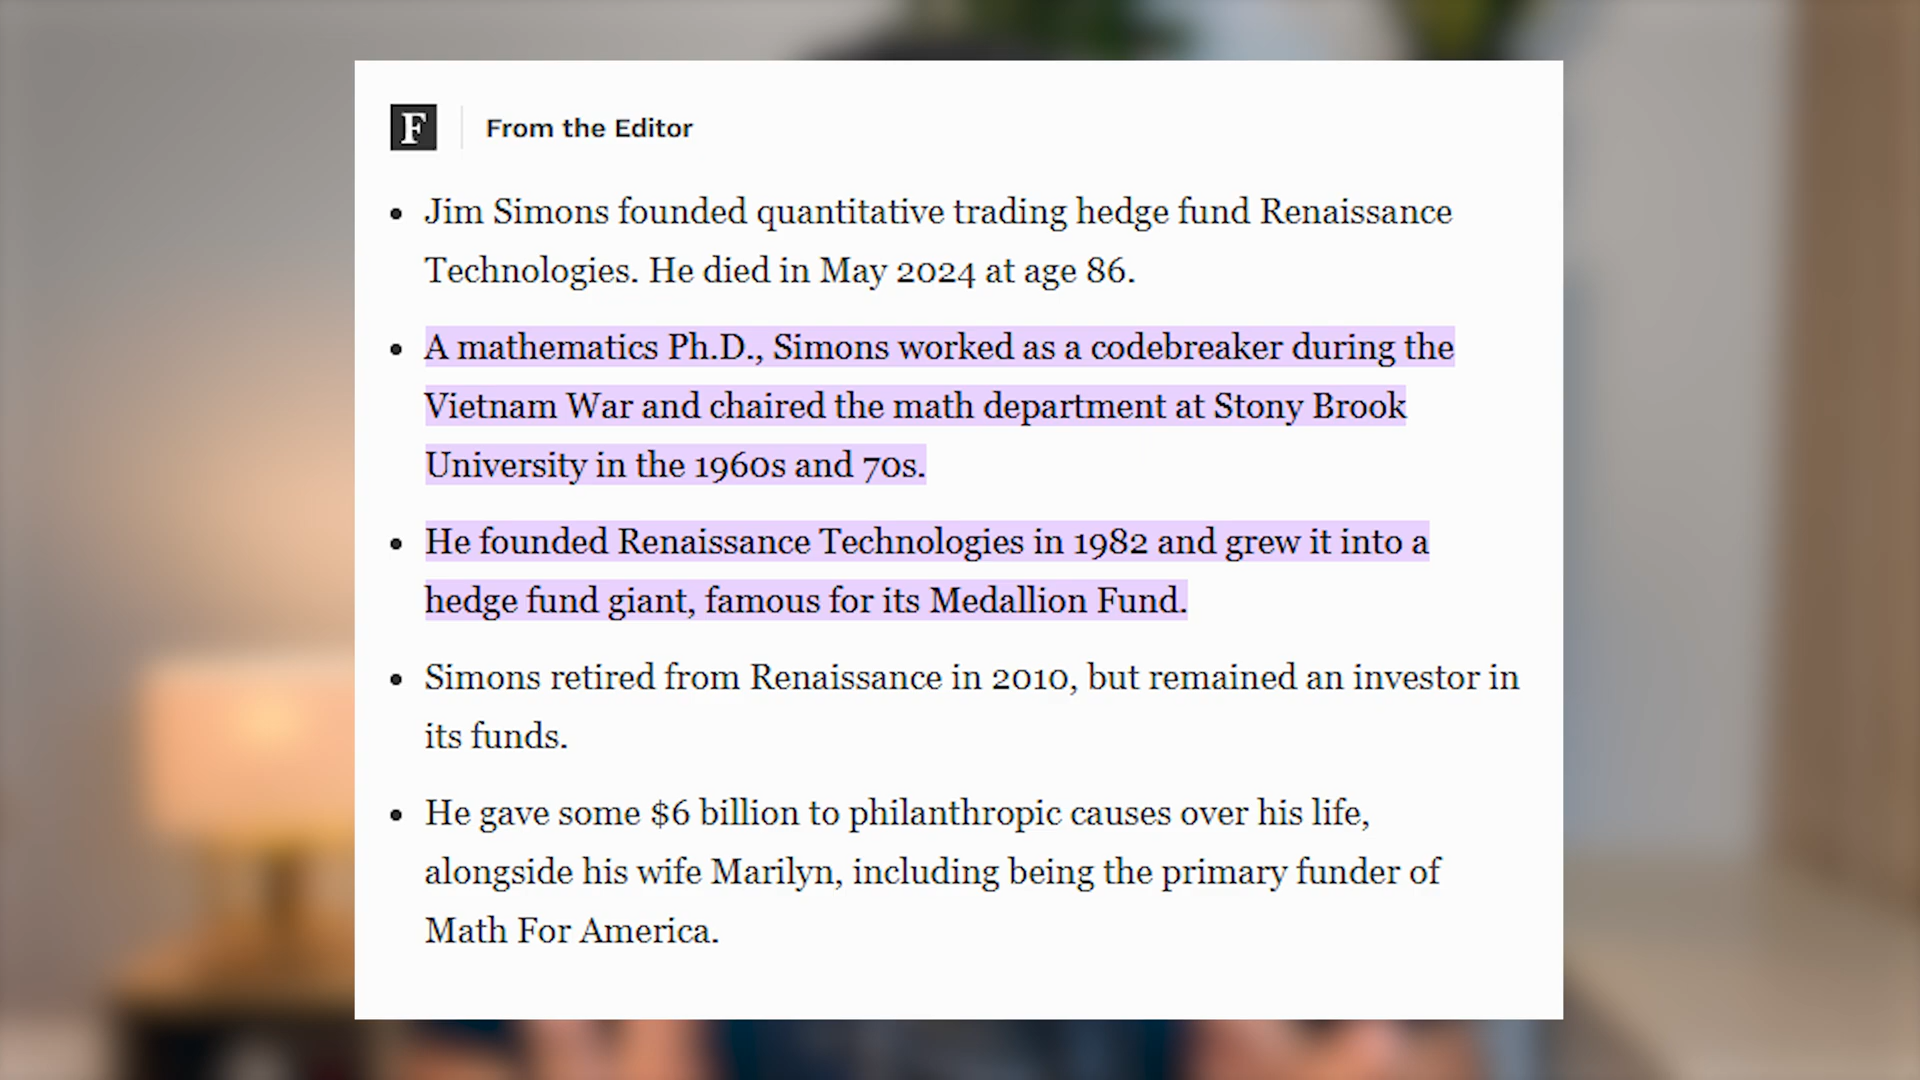 F
From the Editor
Jim Simons founded quantitative trading hedge fund Renaissance
Technologies. He died in May 2024 at age 86.
A mathematics Ph.D., Simons worked as a codebreaker during the
Vietnam War and chaired the math department at Stony Brook
University in the 1960s and 70s.
He founded Renaissance Technologies in 1982 and grew it into a
hedge fund giant, famous for its Medallion Fund.
Simons retired from Renaissance in 2010, but remained an investor in
its funds.
He gave some $6 billion to philanthropic causes over his life,
alongside his wife Marilyn, including being the primary funder of
Math For America.